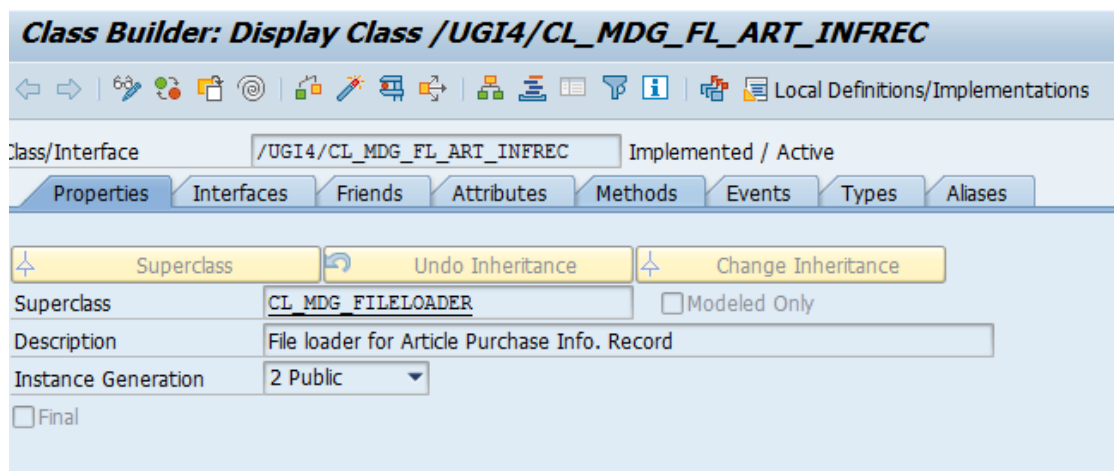 Class Builder: Display Class /UGI4/CL_MDG_FL_ART_INFREC
Local Definitions/Implementations
Class/Interface /UGI4/CL_MDG_FL_ART_INFREC Implemented / Active
Properties Interfaces Friends Attributes Methods Events Types Aliases
Superclass Undo Inheritance Change Inheritance
Superclass CL_MDG_FILELOADER Modeled Only
Description File loader for Article Purchase Info. Record
Instance Generation 2 Public
Final